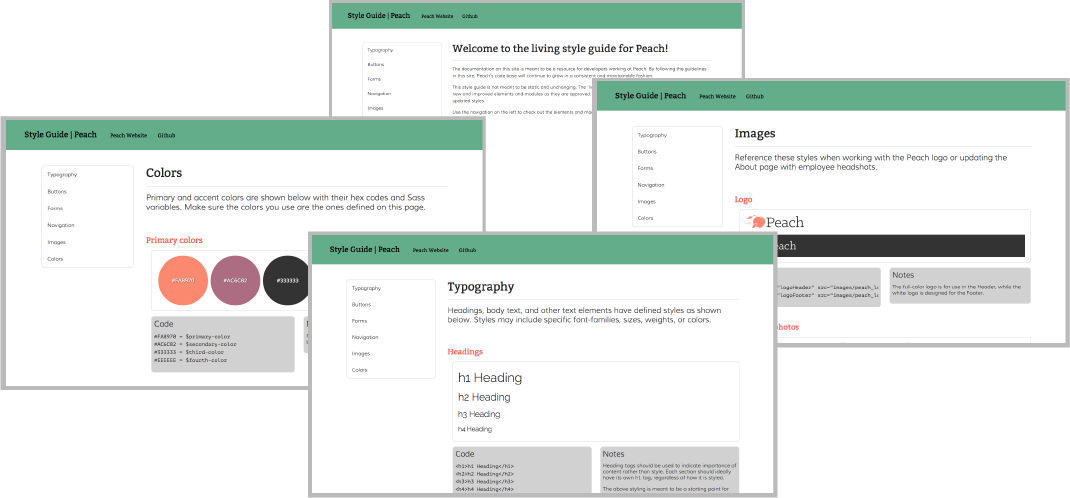 Style Guide | Peach Peach Website Github
Typography
Buttons
Forms
Navigation
Images
Welcome to the living style guide for Peach!
The documentation on this site is meant to be a resource for developers working at Peach. By following the guidelines
in this site, Peach's code base will continue to grow in a consistent and maintainable fashion.
This style guide is not meant to be static and unchanging. The
new and improved elements and modules as they are approved,
updated styles.
Use the navigation on the left to check out the elements and
Style Guide | Peach Peach Website Github
Typography
Buttons
Forms
Navigation
Images
Colors
Images
Reference these styles when working with the Peach logo or updating the
About page with employee headshots.
Logo
Peach
each
"logoHeader" src="images/peach_l
"logoFooter" src="images/peach_l
Notes
The full-color logo is for use in the Header, while the
white logo is designed for the Footer.
photos
Style Guide | Peach Peach Website Github
Typography
Buttons
Forms
Navigation
Images
Colors
Colors
Primary and accent colors are shown below with their hex codes and Sass
variables. Make sure the colors you use are the ones defined on this page.
Primary colors
#FA8970 #AC6C82 #333333
Code
#FA8970 = $primary-color
#AC6C82 = $secondary-color
#333333 = $third-color
#EEEEEE = $fourth-color
Style Guide | Peach Peach Website Github
Typography
Buttons
Forms
Navigation
Images
Colors
Typography
Headings, body text, and other text elements have defined styles as shown
below. Styles may include specific font-families, sizes, weights, or colors.
Headings
h1 Heading
h2 Heading
h3 Heading
h4 Heading
Code
<h1>h1 Heading</h1>
<h2>h2 Heading</h2>
<h3>h3 Heading</h3>
<h4>h4 Heading</h4>
Notes
Heading tags should be used to indicate importance of
content rather than style. Each section should ideally
have its own h1 tag, regardless of how it is styled.
The above styling is meant to be a starting point for